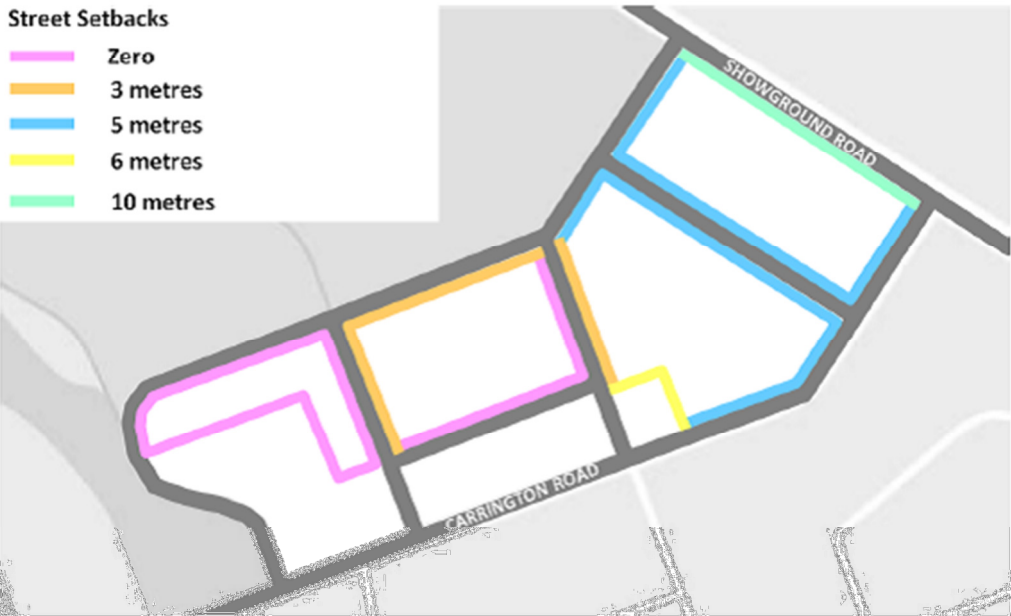 Street Setbacks
Zero
3 metres
5 metres
6 metres
10 metres
SHOWGROUND ROAD
CARRINGTON ROAD